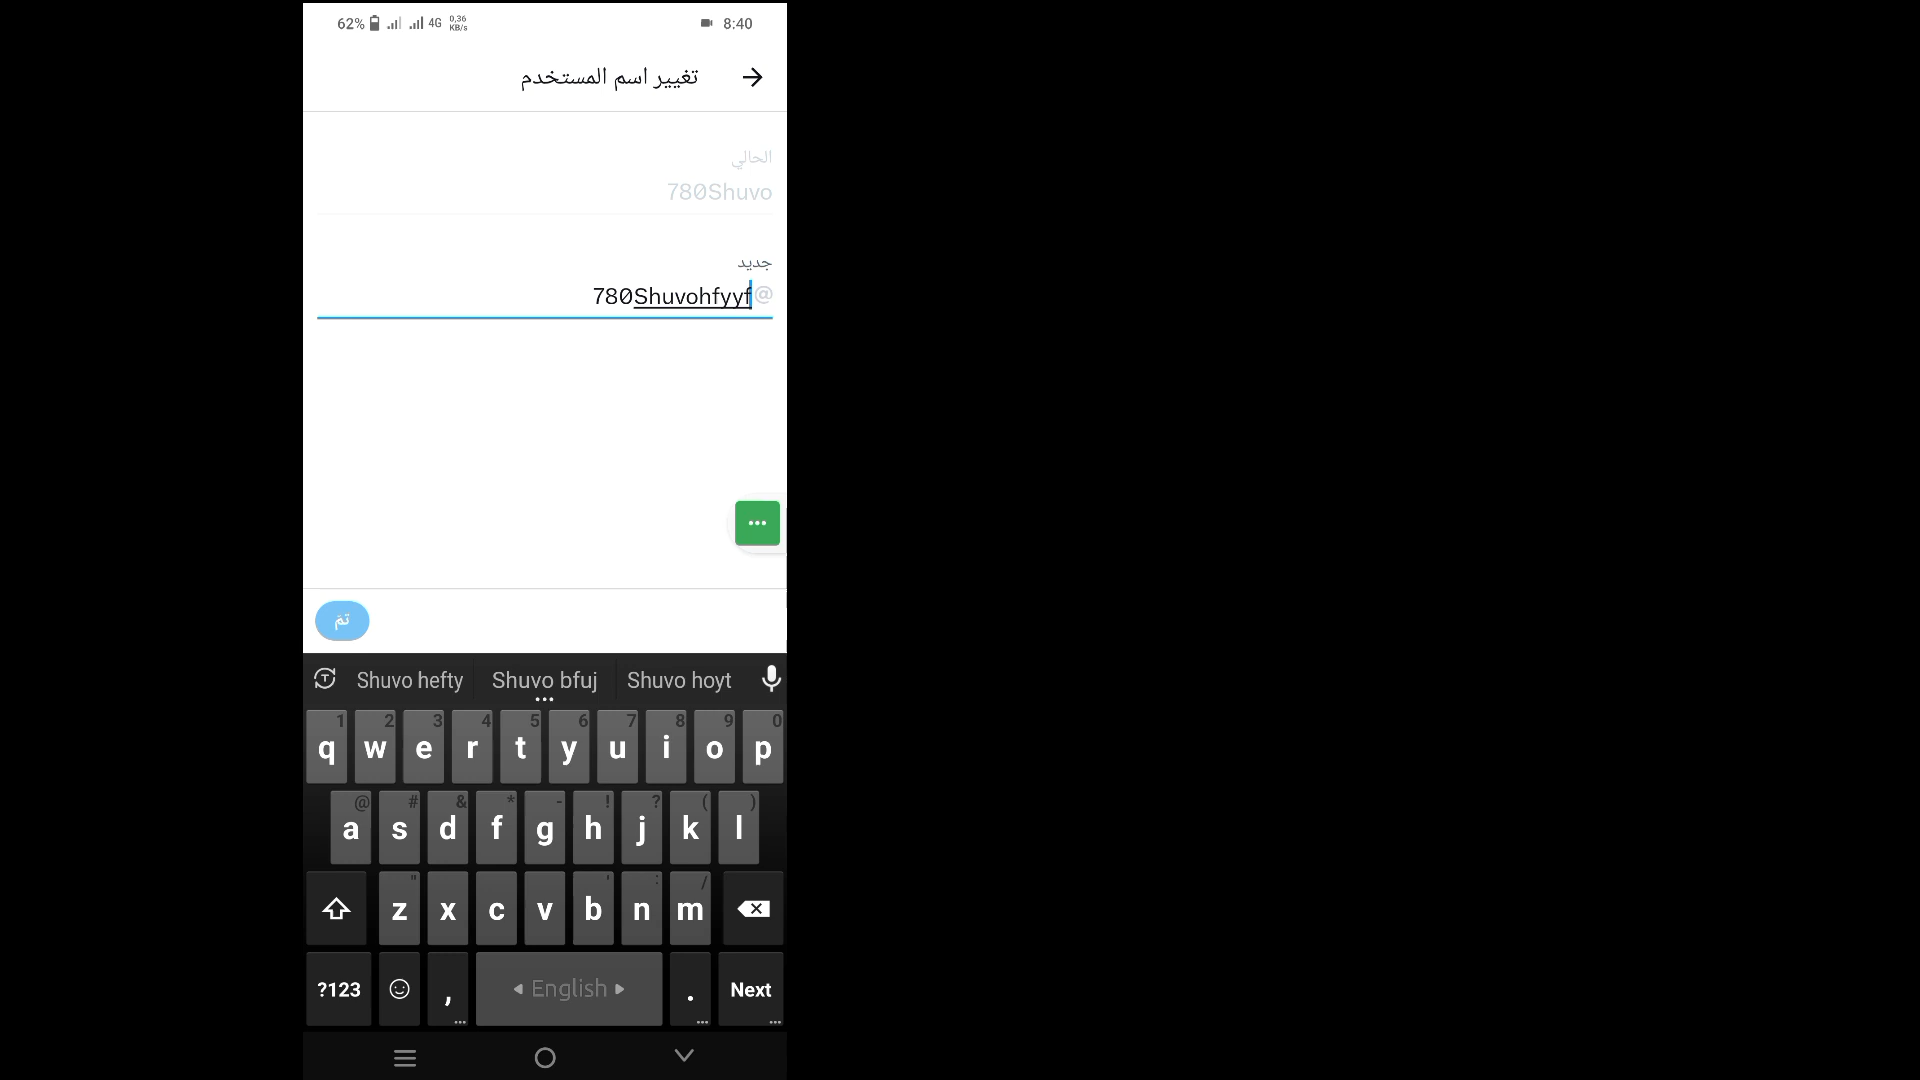 62% 4G 0,36 KB/s 8:40
تغيير اسم المستخدم
الحالي
780Shuvo
جديد
780Shuvohfyyf@
تمّ
Shuvo hefty Shuvo bfuj Shuvo hoyt
1 2 3 4 5 6 7 8 9 0
q w e r t y u i o p
@ # & * - ! ? ( )
a s d f g h j k l
" ' : /
z x c v b n m
?123 , English . Next